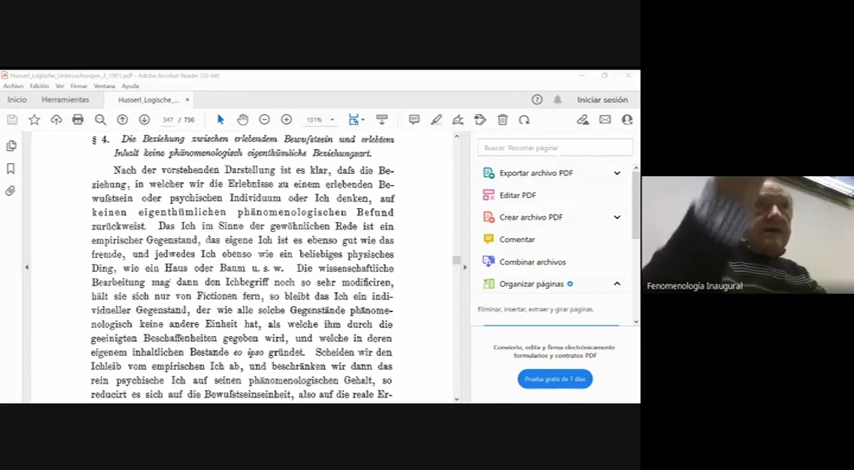 Husserl_Logische_Untersuchungen_2_1901.pdf - Adobe Acrobat Reader (32-bit)
Archivo Edición Ver Firmar Ventana Ayuda
Inicio Herramientas Husserl_Logische_... × Iniciar sesión
347 / 736 131%
§ 4. Die Beziehung zwischen erlebendem Bewuſstsein und erlebtem
Inhalt keine phänomenologisch eigenthümliche Beziehungsart.
Nach der vorstehenden Darstellung ist es klar, daſs die Be-
ziehung, in welcher wir die Erlebnisse zu einem erlebenden Be-
wuſstsein oder psychischen Individuum oder Ich denken, auf
keinen eigenthümlichen phänomenologischen Befund
zurückweist. Das Ich im Sinne der gewöhnlichen Rede ist ein
empirischer Gegenstand, das eigene Ich ist es ebenso gut wie das
fremde, und jedwedes Ich ebenso wie ein beliebiges physisches
Ding, wie ein Haus oder Baum u. s. w. Die wissenschaftliche
Bearbeitung mag dann den Ichbegriff noch so sehr modificiren,
hält sie sich nur von Fictionen fern, so bleibt das Ich ein indi-
vidueller Gegenstand, der wie alle solche Gegenstände phänome-
nologisch keine andere Einheit hat, als welche ihm durch die
geeinigten Beschaffenheiten gegeben wird, und welche in deren
eigenem inhaltlichen Bestande eo ipso gründet. Scheiden wir den
Ichleib vom empirischen Ich ab, und beschränken wir dann das
rein psychische Ich auf seinen phänomenologischen Gehalt, so
reducirt es sich auf die Bewuſstseinseinheit, also auf die reale Er-
Buscar 'Recortar página'
Exportar archivo PDF
Editar PDF
Crear archivo PDF
Comentar
Combinar archivos
Organizar páginas
Eliminar, insertar, extraer y girar páginas.
Convierte, edita y firma electrónicamente
formularios y contratos PDF
Prueba gratis de 7 días
Fenomenología Inaugural